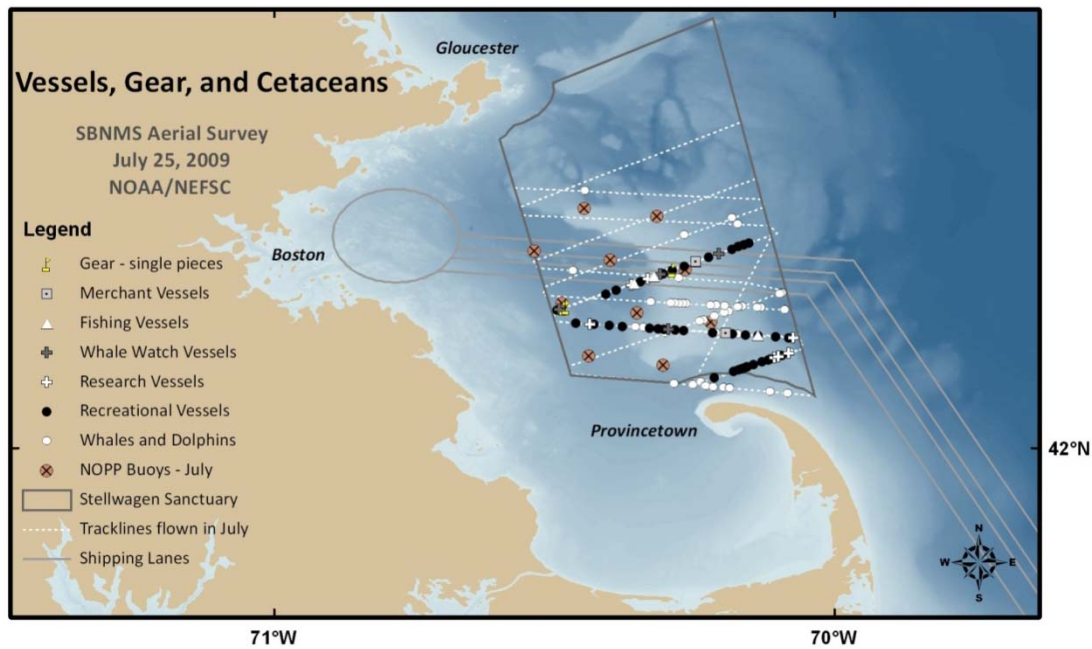 Gloucester
Vessels, Gear, and Cetaceans
SBNMS Aerial Survey
July 25, 2009
NOAA/NEFSC
Legend
Boston
Gear - single pieces
Merchant Vessels
Fishing Vessels
Whale Watch Vessels
Research Vessels
Recreational Vessels
Whales and Dolphins
Provincetown
NOPP Buoys - July
Stellwagen Sanctuary
Tracklines flown in July
Shipping Lanes
42°N
N
W E
S
71°W 70°W